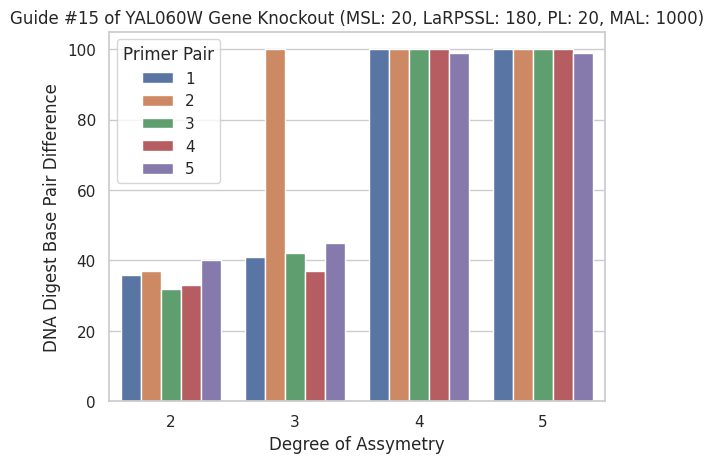 Guide #15 of YAL060W Gene Knockout (MSL: 20, LaRPSSL: 180, PL: 20, MAL: 1000)
DNA Digest Base Pair Difference
100
80
60
40
20
0
Primer Pair
1
2
3
4
5
2 3 4 5
Degree of Assymetry